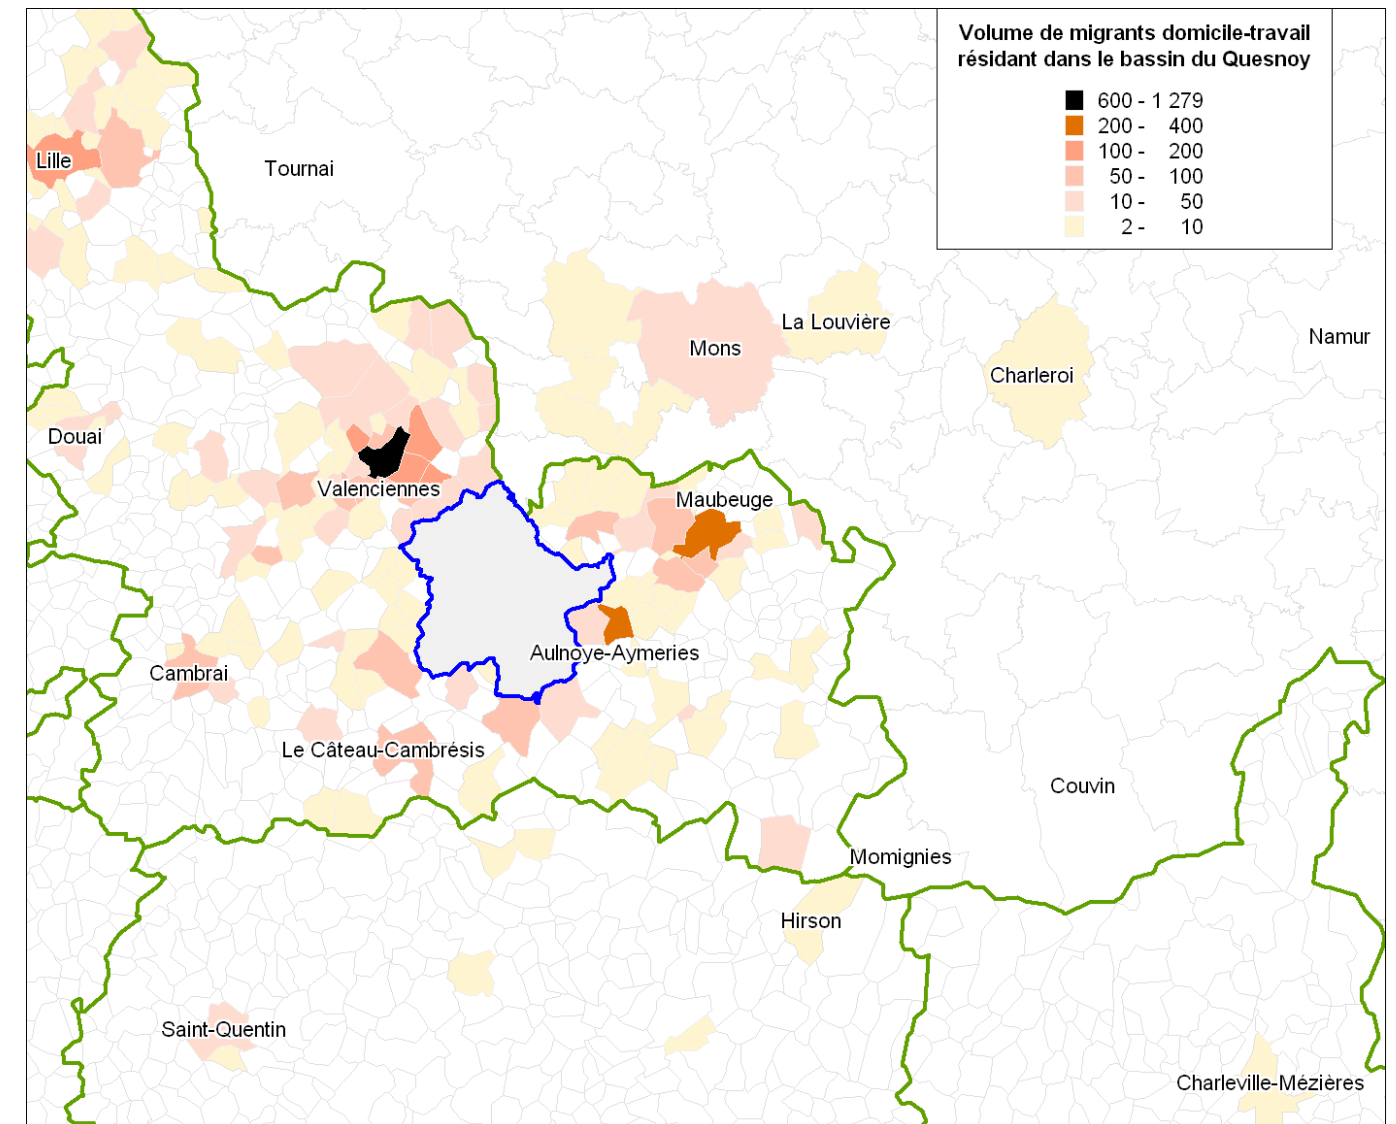 Volume de migrants domicile-travail
résidant dans le bassin du Quesnoy
600 - 1 279
200 - 400
100 - 200
50 - 100
10 - 50
2 - 10
Lille
Tournai
La Louvière
Namur
Mons
Charleroi
Douai
Valenciennes
Maubeuge
Aulnoye-Aymeries
Cambrai
Le Câteau-Cambrésis
Couvin
Momignies
Hirson
Saint-Quentin
Charleville-Mézières